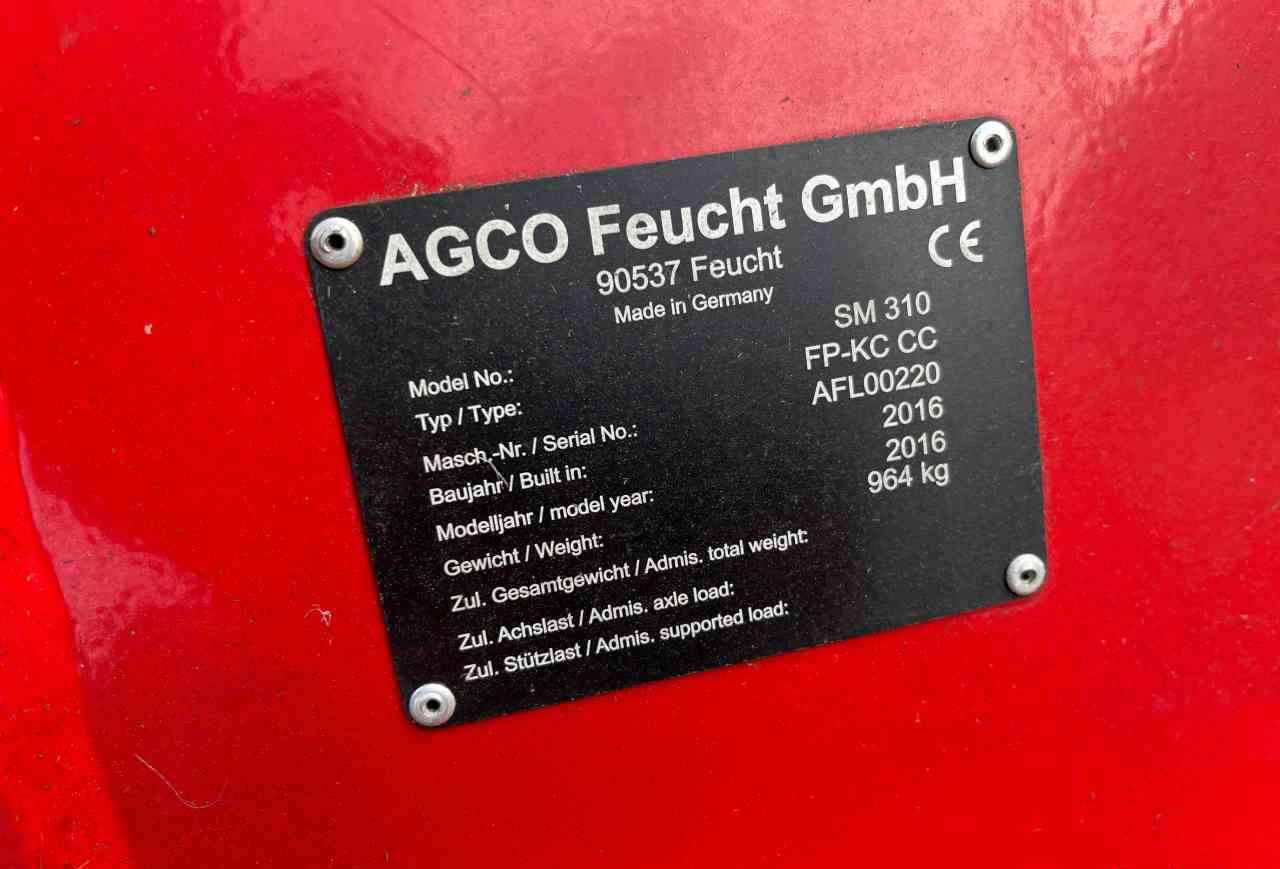 AGCO Feucht GmbH
90537 Feucht
CE
Made in Germany
Model No.: SM 310
Typ / Type: FP-KC CC
Masch.-Nr. / Serial No.: AFL00220
Baujahr / Built in: 2016
Modelljahr / model year: 2016
Gewicht / Weight: 964 kg
Zul. Gesamtgewicht / Admis. total weight:
Zul. Achslast / Admis. axle load:
Zul. Stützlast / Admis. supported load: